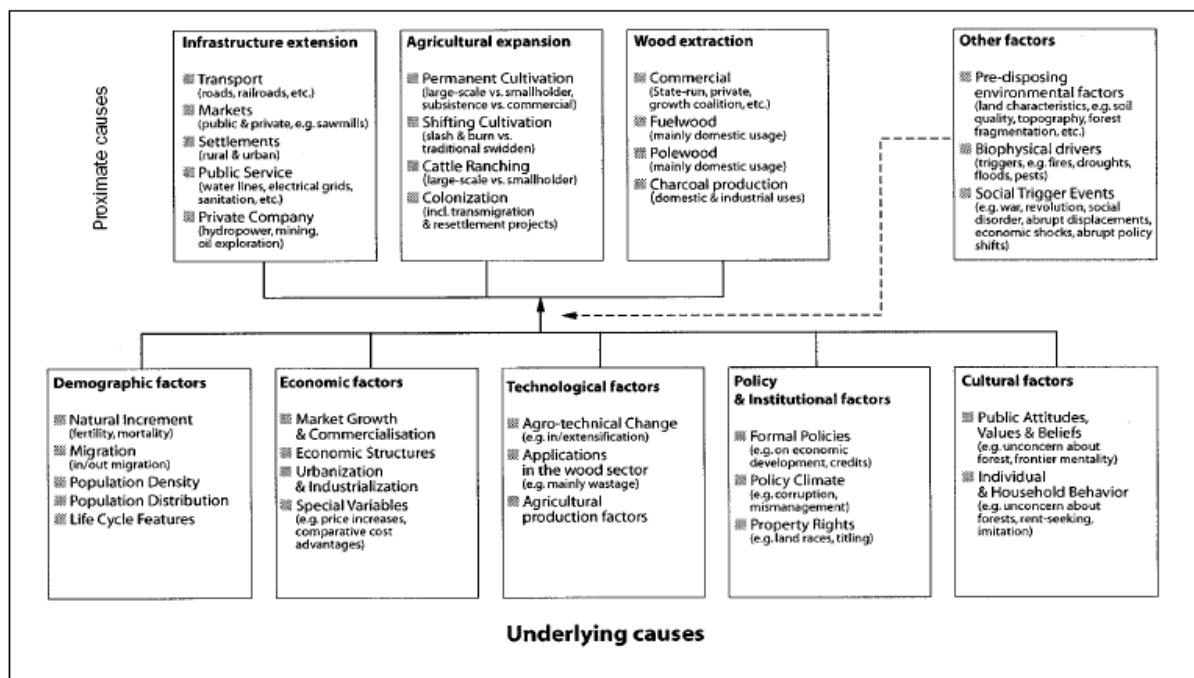 Proximate causes
Infrastructure extension
Transport
(roads, railroads, etc.)
Markets
(public & private, e.g. sawmills)
Settlements
(rural & urban)
Public Service
(water lines, electrical grids,
sanitation, etc.)
Private Company
(hydropower, mining,
oil exploration)
Agricultural expansion
Permanent Cultivation
(large-scale vs. smallholder,
subsistence vs. commercial)
Shifting Cultivation
(slash & burn vs.
traditional swidden)
Cattle Ranching
(large-scale vs. smallholder)
Colonization
(incl. transmigration
& resettlement projects)
Wood extraction
Commercial
(State-run, private,
growth coalition, etc.)
Fuelwood
(mainly domestic usage)
Polewood
(mainly domestic usage)
Charcoal production
(domestic & industrial uses)
Other factors
Pre-disposing
environmental factors
(land characteristics, e.g. soil
quality, topography, forest
fragmentation, etc.)
Biophysical drivers
(triggers, e.g. fires, droughts,
floods, pests)
Social Trigger Events
(e.g. war, revolution, social
disorder, abrupt displacements,
economic shocks, abrupt policy
shifts)
Demographic factors
Natural Increment
(fertility, mortality)
Migration
(in/out migration)
Population Density
Population Distribution
Life Cycle Features
Economic factors
Market Growth
& Commercialisation
Economic Structures
Urbanization
& Industrialization
Special Variables
(e.g. price increases,
comparative cost
advantages)
Technological factors
Agro-technical Change
(e.g. in/extensification)
Applications
in the wood sector
(e.g. mainly wastage)
Agricultural
production factors
Policy
& Institutional factors
Formal Policies
(e.g. on economic
development, credits)
Policy Climate
(e.g. corruption,
mismanagement)
Property Rights
(e.g. land races, titling)
Cultural factors
Public Attitudes,
Values & Beliefs
(e.g. unconcern about
forest, frontier mentality)
Individual
& Household Behavior
(e.g. unconcern about
forests, rent-seeking,
imitation)
Underlying causes